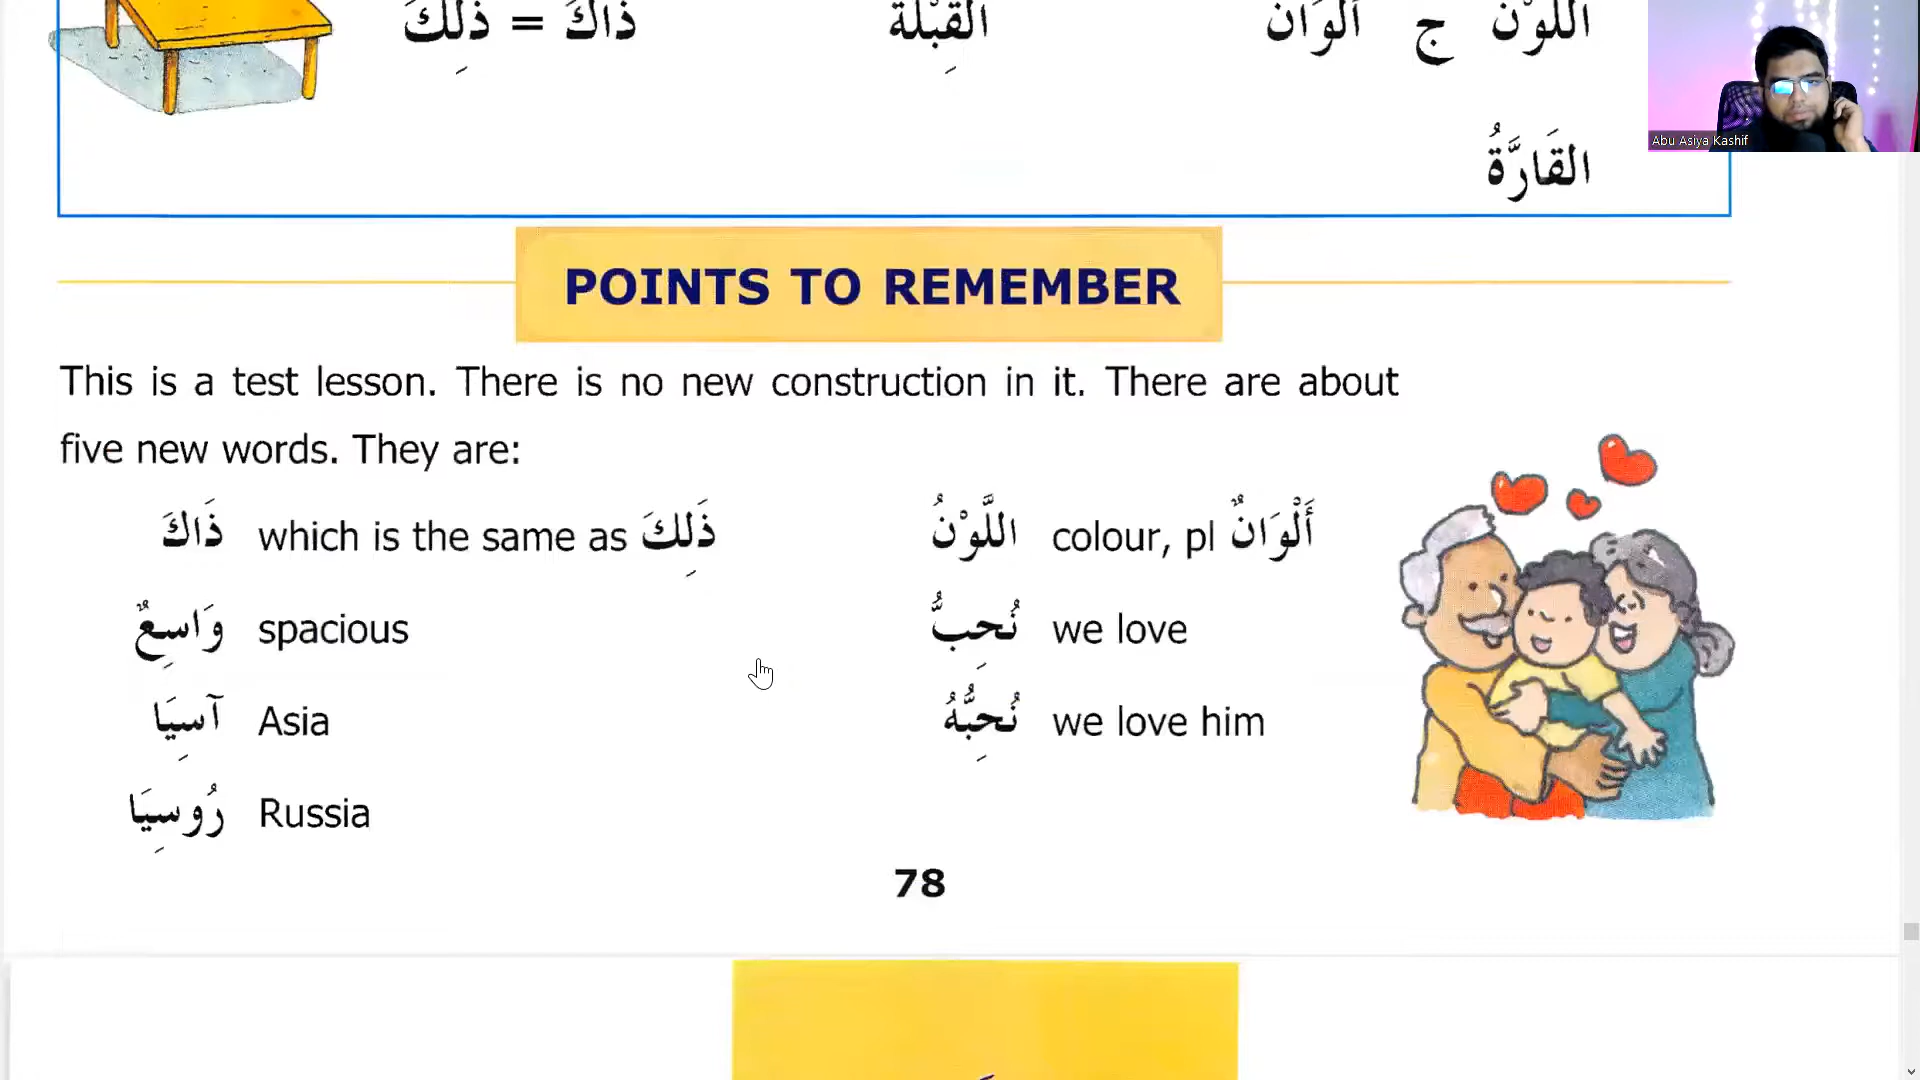 اللَّوْنُ ج أَلْوَانٌ القِبْلَةُ ذَاكَ = ذَلِكَ
Abu Asiya Kashif
القَارَّةُ
POINTS TO REMEMBER
This is a test lesson. There is no new construction in it. There are about
five new words. They are:
ذَاكَ which is the same as ذَلِكَ
اللَّوْنُ colour, pl أَلْوَانٌ
وَاسِعٌ spacious
نُحِبُّ we love
آسِيَا Asia
نُحِبُّهُ we love him
رُوسِيَا Russia
78